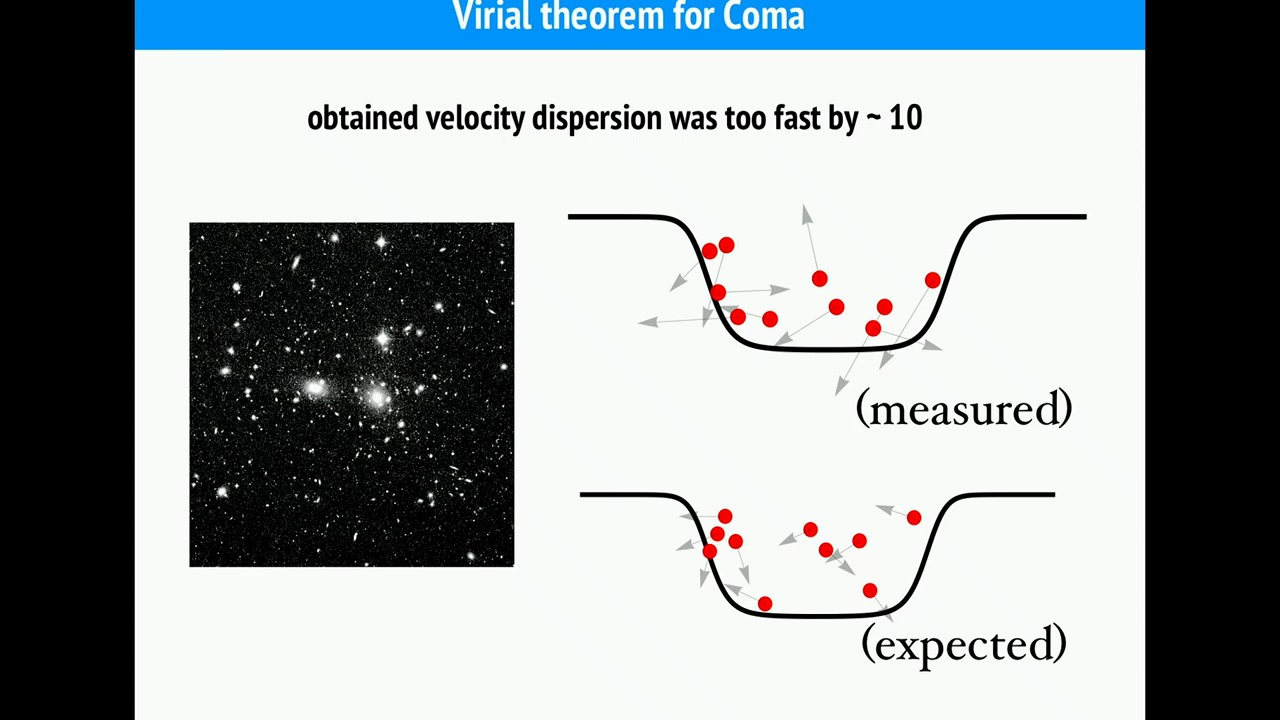 Virial theorem for Coma
obtained velocity dispersion was too fast by ~ 10
(measured)
(expected)